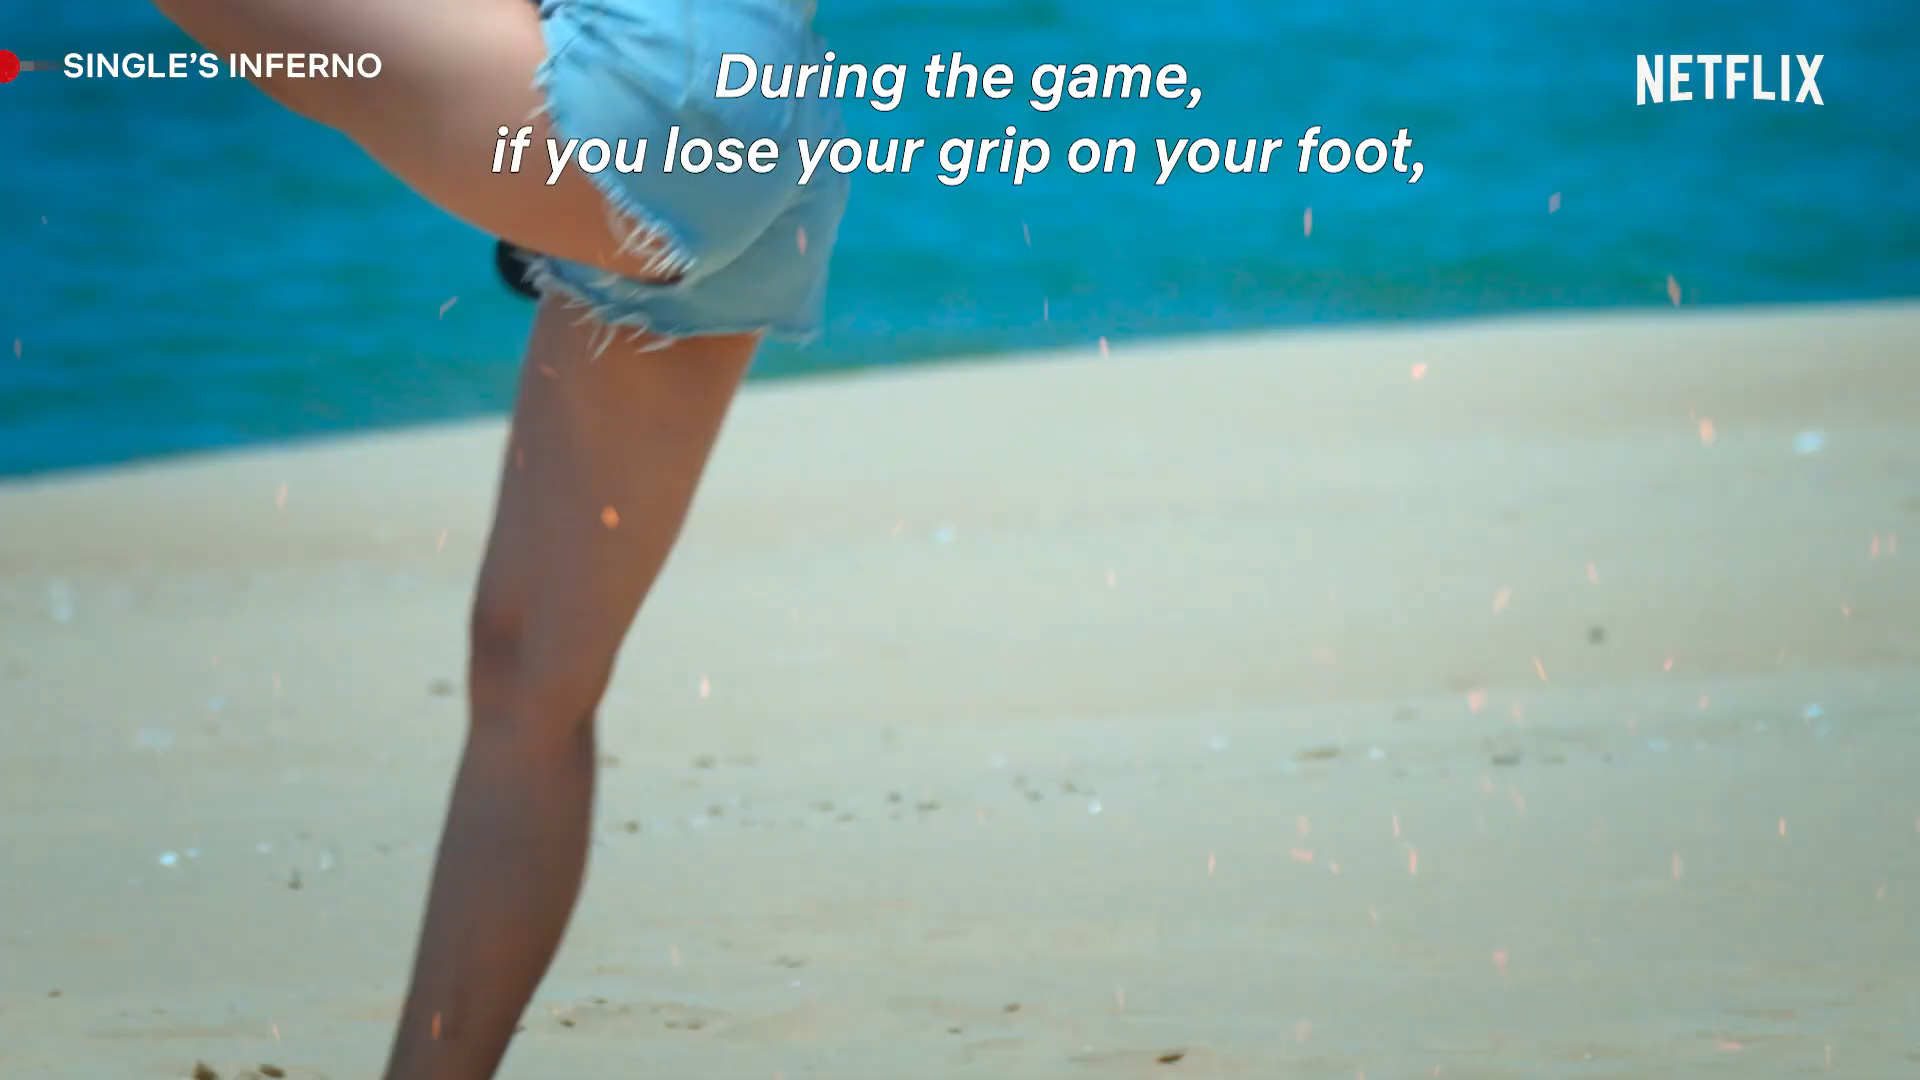 SINGLE'S INFERNO
NETFLIX
During the game,
if you lose your grip on your foot,